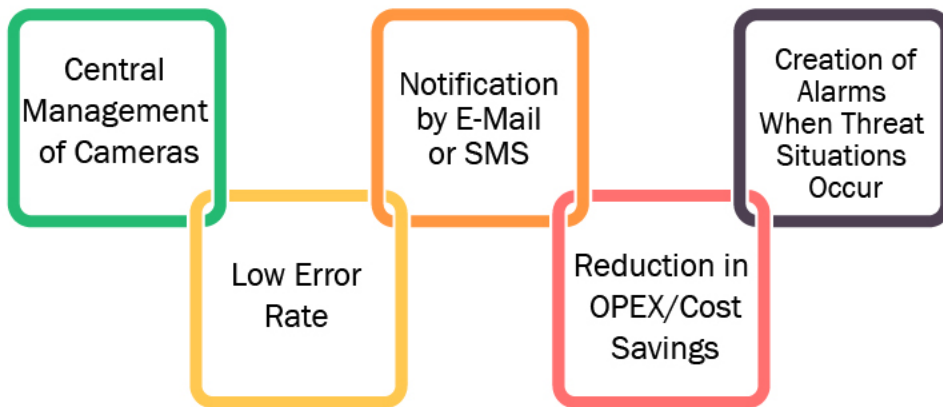 Central
Management
of Cameras
Low Error
Rate
Notification
by E-Mail
or SMS
Reduction in
OPEX/Cost
Savings
Creation of
Alarms
When Threat
Situations
Occur